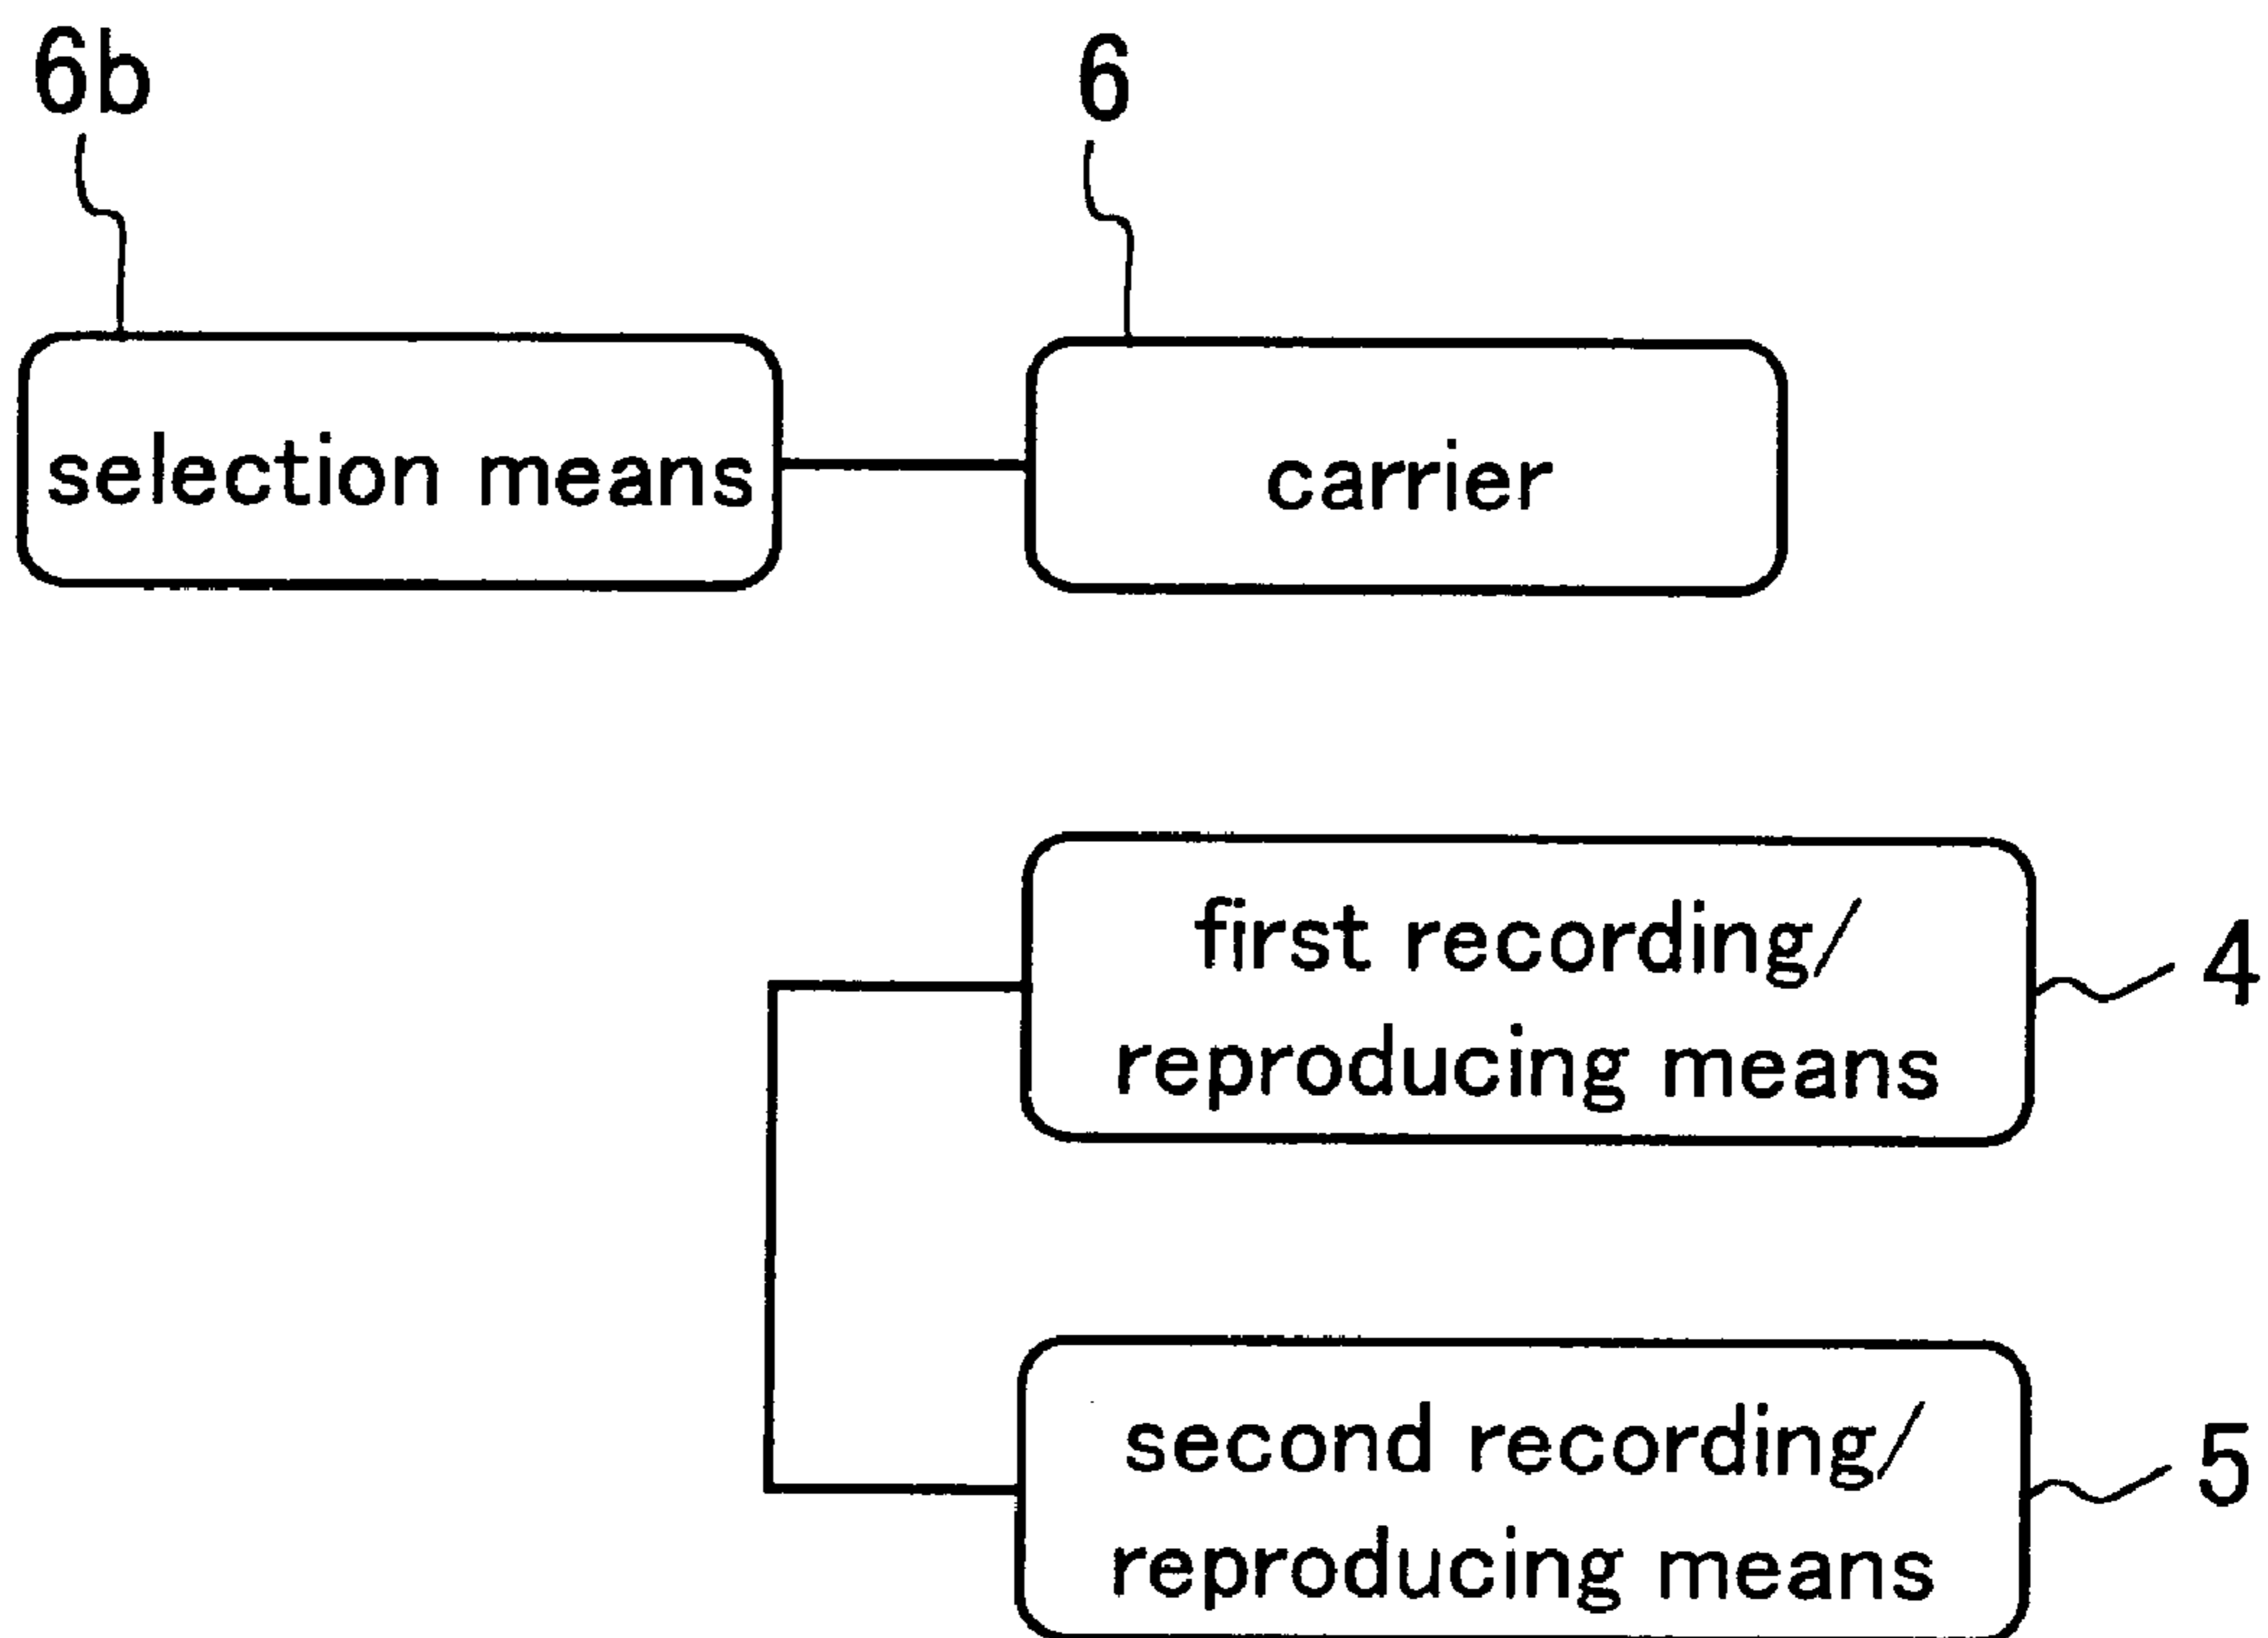 6b
6
selection means
carrier
first recording/
reproducing means
4
second recording/
reproducing means
5